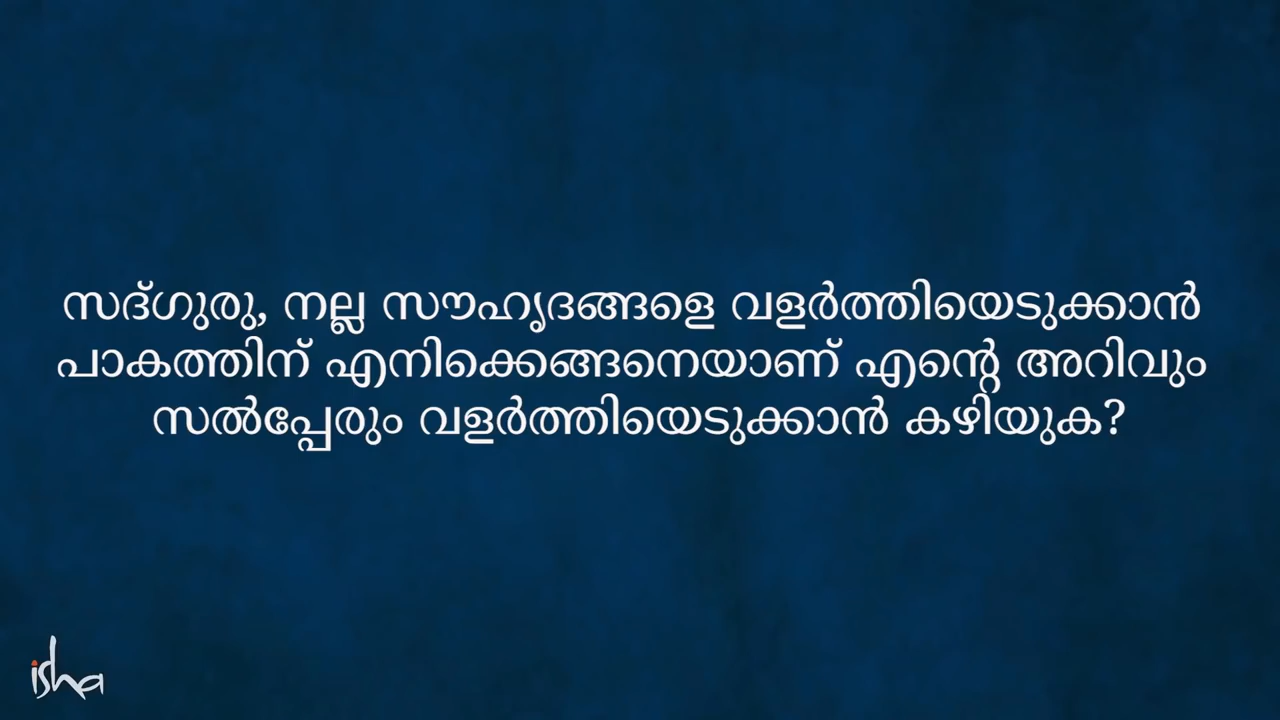 സദ്ഗുരു, നല്ല സൗഹൃദങ്ങളെ വളർത്തിയെടുക്കാൻ
പാകത്തിന് എനിക്കെങ്ങനെയാണ് എന്റെ അറിവും
സൽപ്പേരും വളർത്തിയെടുക്കാൻ കഴിയുക?
isha